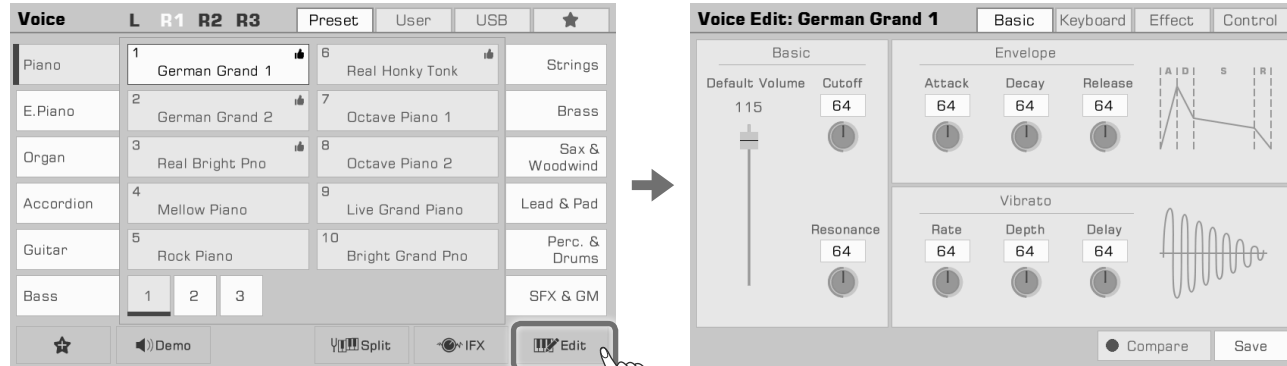 Voice L R1 R2 R3 Preset User USB
Piano
E.Piano
Organ
Accordion
Guitar
Bass
1 German Grand 1
2 German Grand 2
3 Real Bright Pno
4 Mellow Piano
5 Rock Piano
6 Real Honky Tonk
7 Octave Piano 1
8 Octave Piano 2
9 Live Grand Piano
10 Bright Grand Pno
1 2 3
Strings
Brass
Sax &
Woodwind
Lead & Pad
Perc. &
Drums
SFX & GM
Demo Split IFX Edit
Voice Edit: German Grand 1 Basic Keyboard Effect Control
Basic
Default Volume Cutoff
115 64
Resonance
64
Envelope
Attack Decay Release
64 64 64
A D S R
Vibrato
Rate Depth Delay
64 64 64
Compare Save